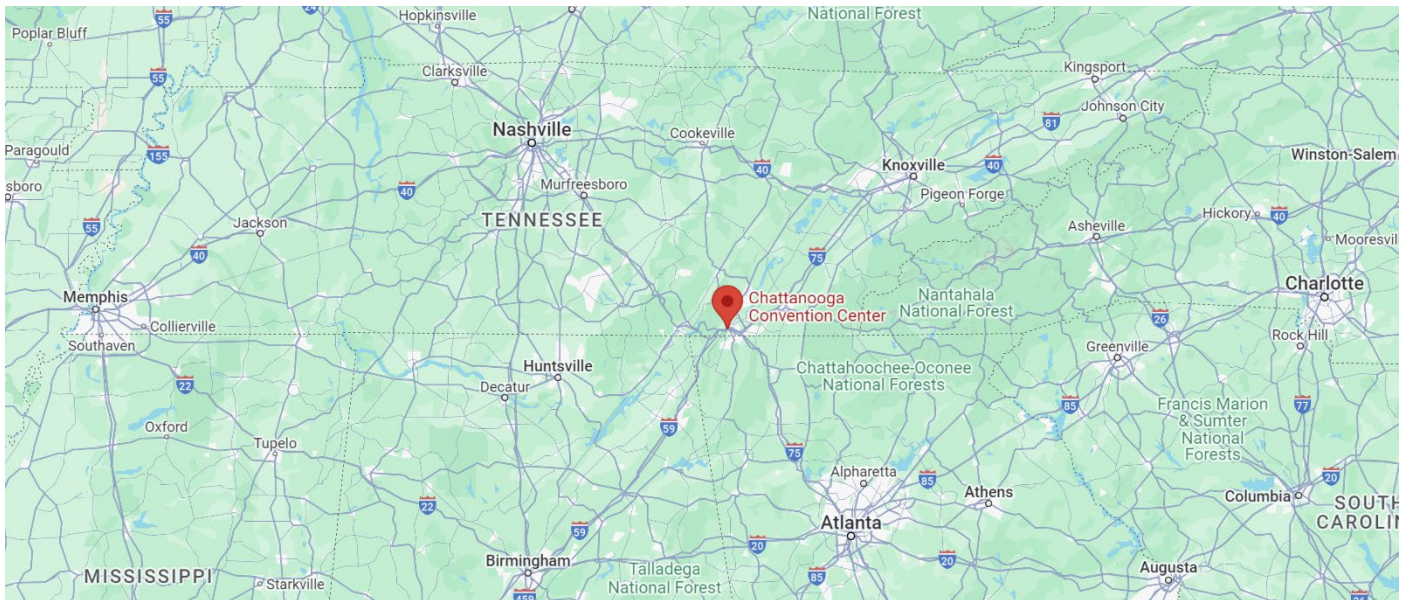 Hopkinsville
National Forest
55
24
Poplar Bluff
Clarksville
55
Kingsport
Johnson City
81
Nashville
Cookeville
Paragould
155
40
Knoxville
40
Winston-Salem
sboro
40
Murfreesboro
Pigeon Forge
TENNESSEE
55
Jackson
Asheville
Hickory
40
Mooresvil
40
75
Memphis
Collierville
Southaven
Chattanooga
Convention Center
Nantahala
National Forest
Charlotte
26
Rock Hill
22
Huntsville
Decatur
Chattahoochee-Oconee
National Forests
Greenville
85
77
Francis Marion
& Sumter
National
Forests
Oxford
Tupelo
59
75
Alpharetta
85
Athens
Columbia
20
SOUTH
CAROLIN
22
59
Atlanta
20
20
Birmingham
Talladega
National Forest
85
Augusta
MISSISSIPPI
Starkville
459
26